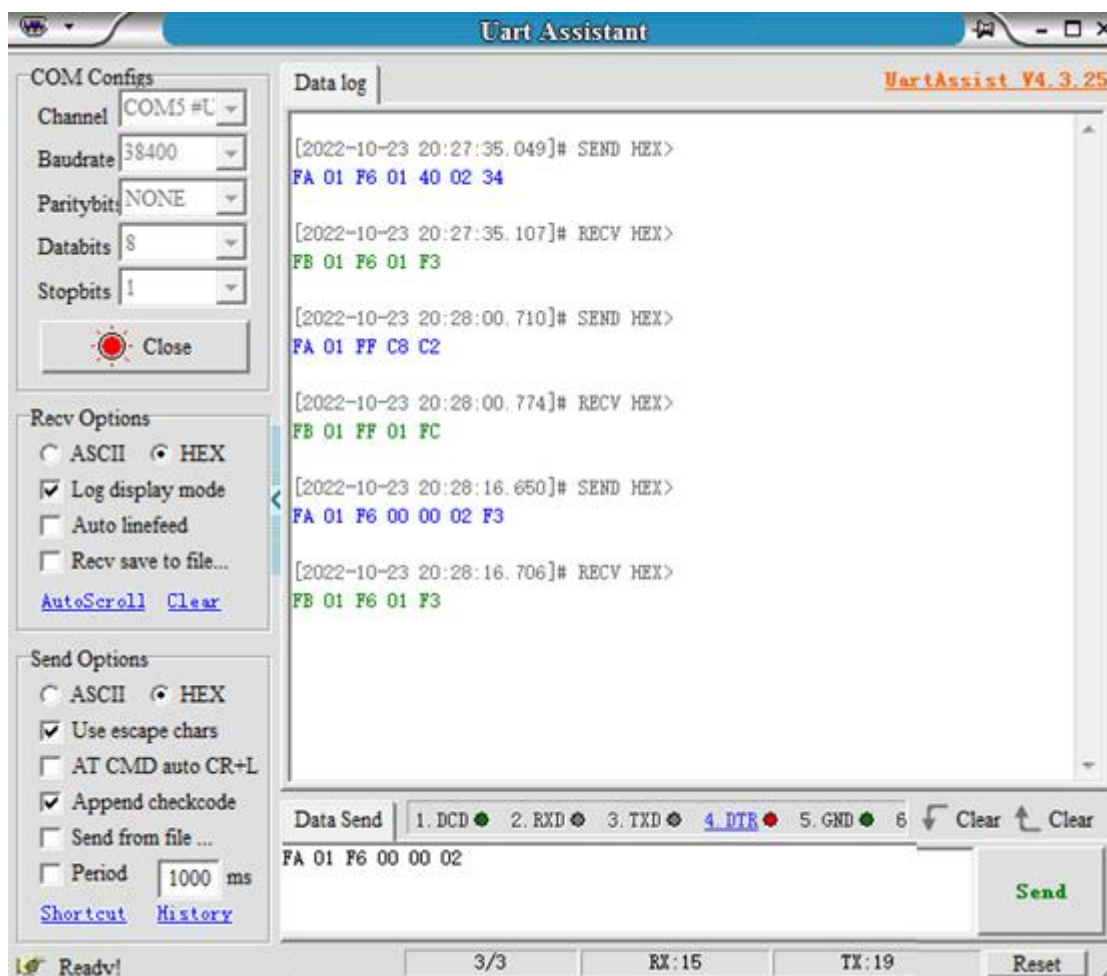 Uart Assistant
COM Configs
Channel COM5 #U
Baudrate 38400
Paritybits NONE
Databits 8
Stopbits 1
Close
Recv Options
ASCII HEX
Log display mode
Auto linefeed
Recv save to file...
AutoScroll Clear
Send Options
ASCII HEX
Use escape chars
AT CMD auto CR+L
Append checkcode
Send from file ...
Period 1000 ms
Shortcut History
Data log UartAssist V4.3.25
[2022-10-23 20:27:35.049]# SEND HEX>
FA 01 F6 01 40 02 34
[2022-10-23 20:27:35.107]# RECV HEX>
FB 01 F6 01 F3
[2022-10-23 20:28:00.710]# SEND HEX>
FA 01 FF C8 C2
[2022-10-23 20:28:00.774]# RECV HEX>
FB 01 FF 01 FC
[2022-10-23 20:28:16.650]# SEND HEX>
FA 01 F6 00 00 02 F3
[2022-10-23 20:28:16.706]# RECV HEX>
FB 01 F6 01 F3
Data Send 1. DCD 2. RXD 3. TXD 4. DTR 5. GND 6 Clear Clear
FA 01 F6 00 00 02
Send
Ready! 3/3 RX:15 TX:19 Reset